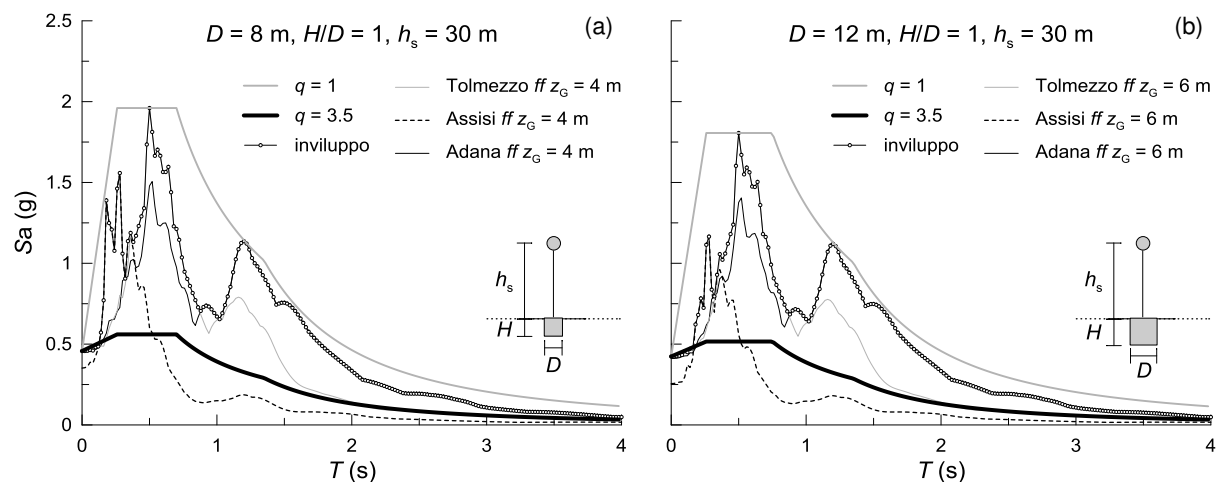 D = 8 m, H/D = 1, hs = 30 m (a)
q = 1
q = 3.5
inviluppo
Tolmezzo ff zG = 4 m
Assisi ff zG = 4 m
Adana ff zG = 4 m
Sa (g)
2.5
2
1.5
1
0.5
0
0 1 2 3 4
T (s)
hs
H
D
D = 12 m, H/D = 1, hs = 30 m (b)
q = 1
q = 3.5
inviluppo
Tolmezzo ff zG = 6 m
Assisi ff zG = 6 m
Adana ff zG = 6 m
0 1 2 3 4
T (s)
hs
H
D